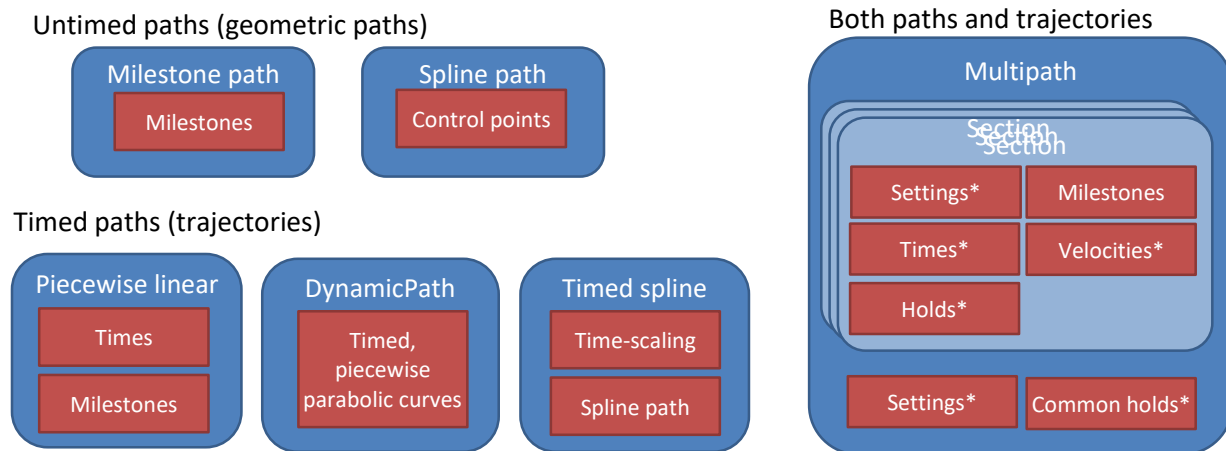 Untimed paths (geometric paths)
Milestone path
Milestones
Spline path
Control points
Timed paths (trajectories)
Piecewise linear
Times
Milestones
DynamicPath
Timed,
piecewise
parabolic curves
Timed spline
Time-scaling
Spline path
Both paths and trajectories
Multipath
Section
Section
Section
Settings*
Milestones
Times*
Velocities*
Holds*
Settings*
Common holds*